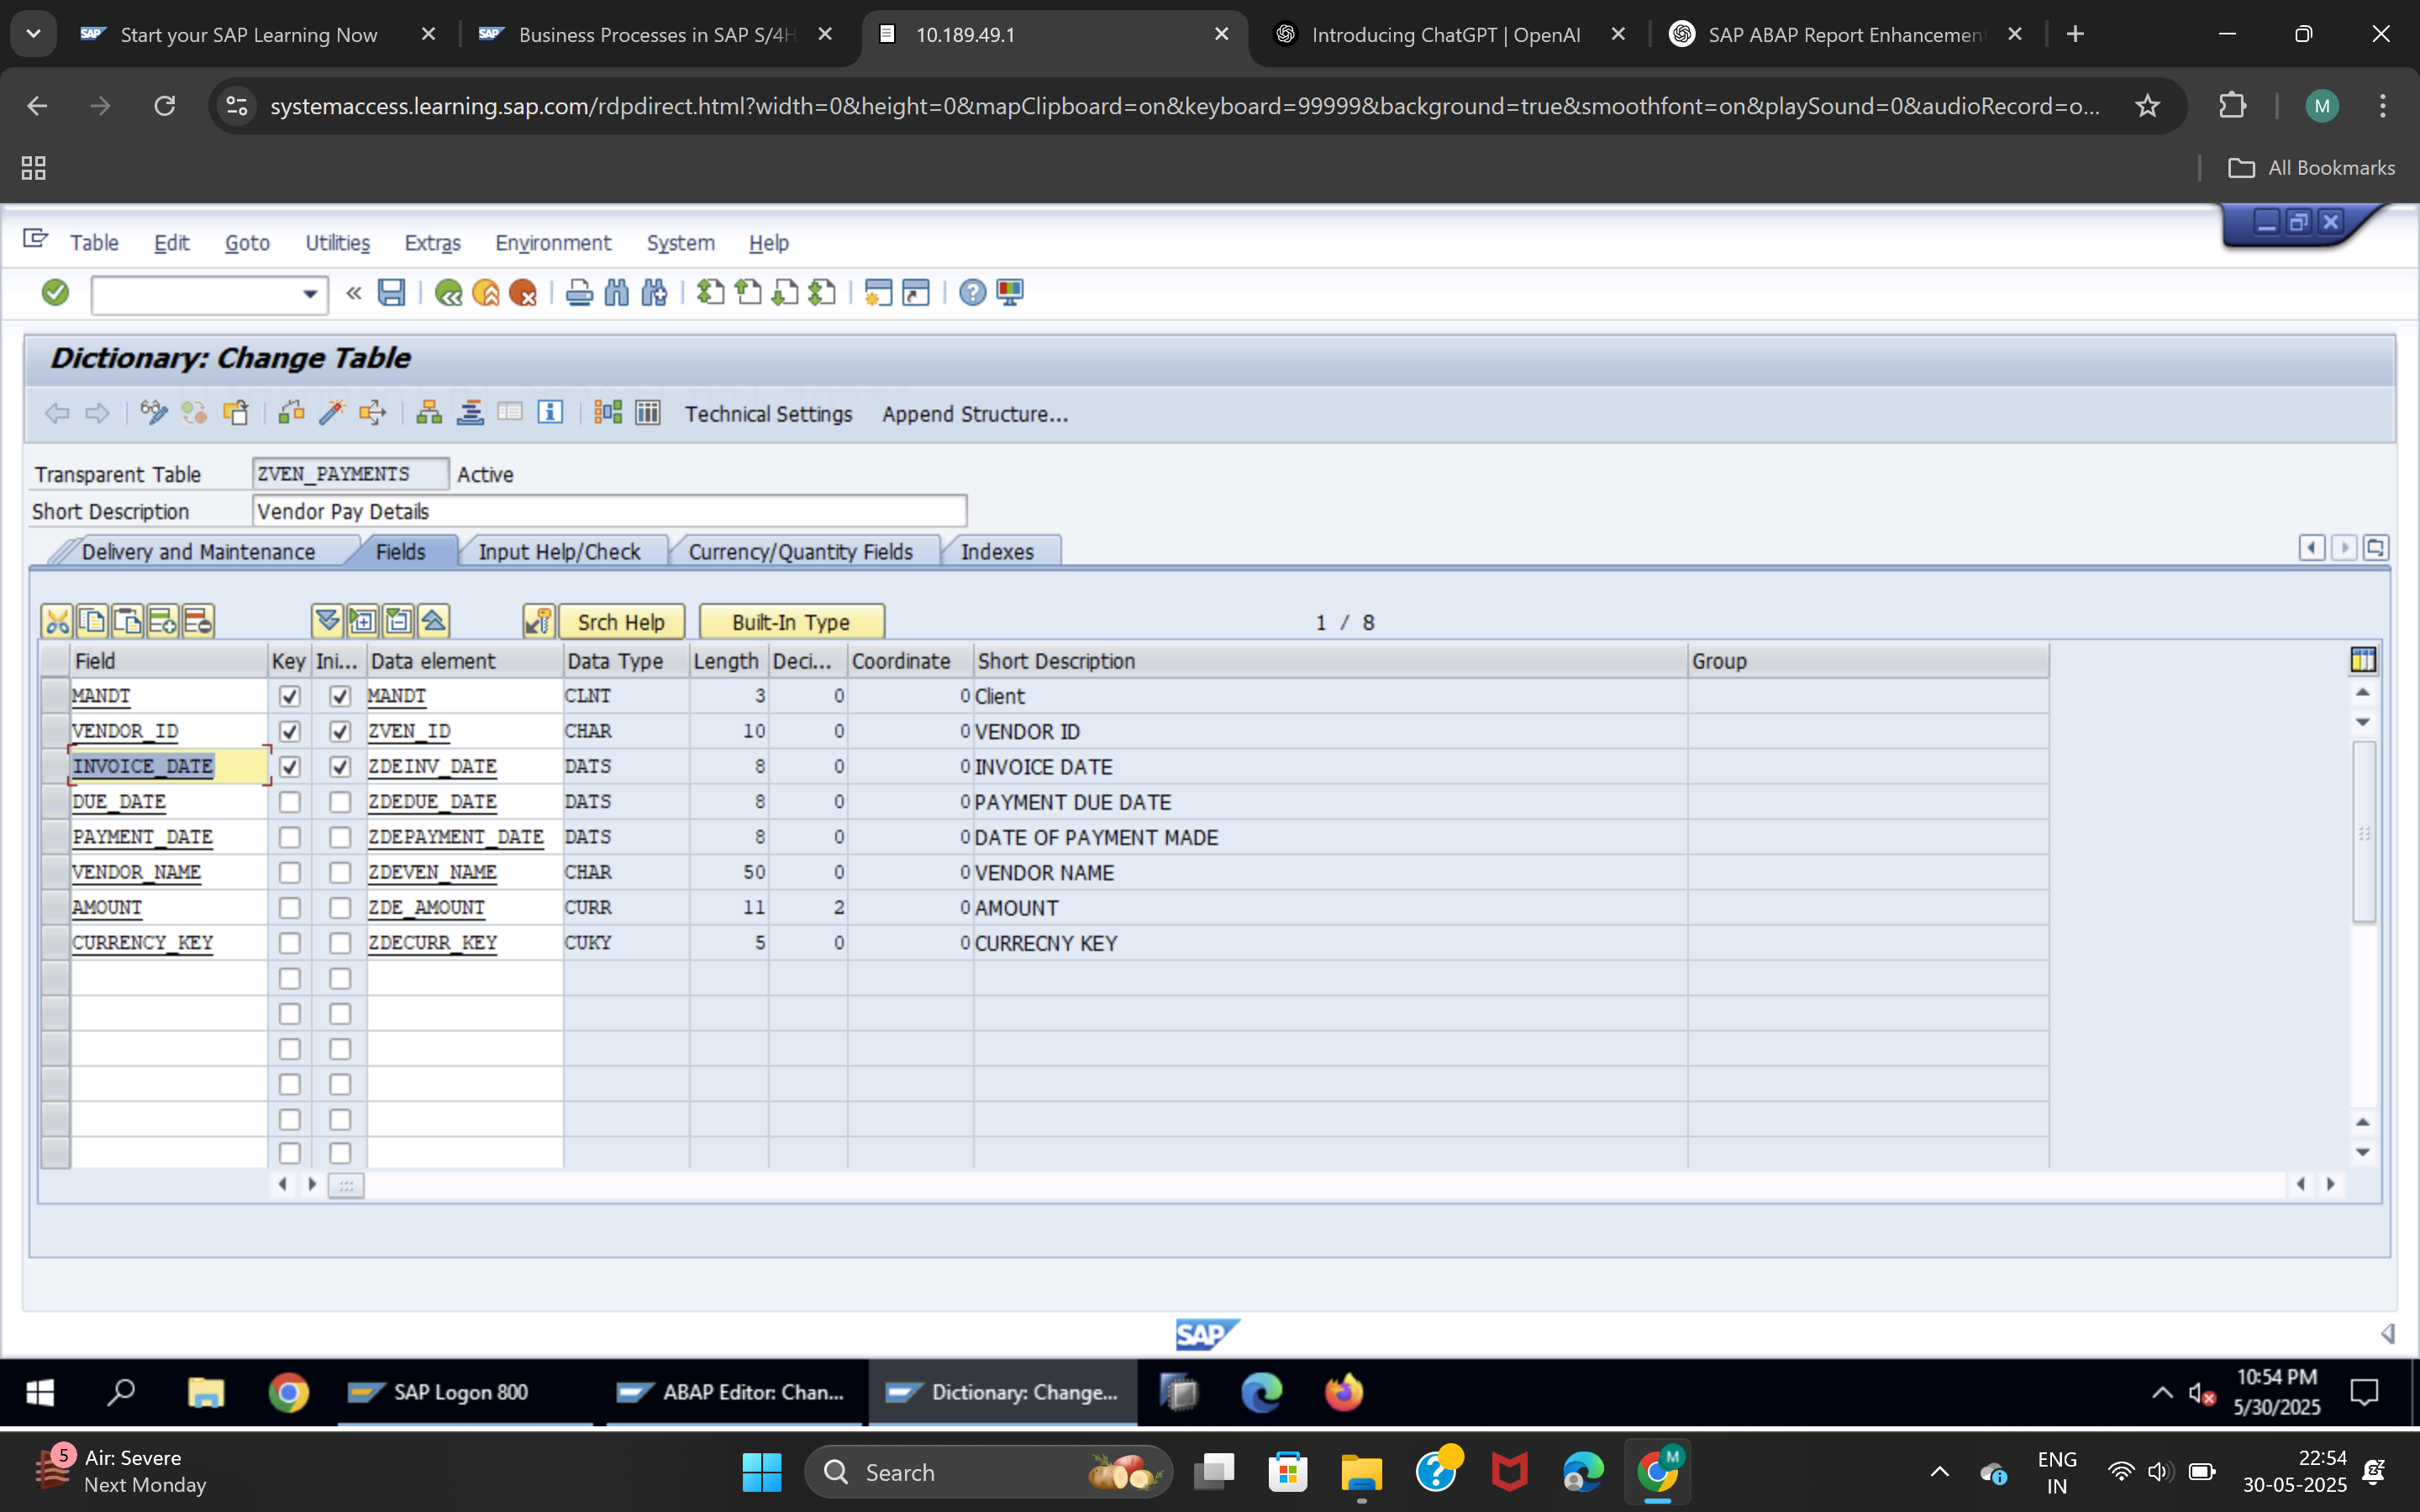 Start your SAP Learning Now
Business Processes in SAP S/4H
10.189.49.1
Introducing ChatGPT | OpenAI
SAP ABAP Report Enhancemen
systemaccess.learning.sap.com/rdpdirect.html?width=0&height=0&mapClipboard=on&keyboard=99999&background=true&smoothfont=on&playSound=0&audioRecord=o...
M
All Bookmarks
Table Edit Goto Utilities Extras Environment System Help
Dictionary: Change Table
Technical Settings Append Structure...
Transparent Table ZVEN_PAYMENTS Active
Short Description Vendor Pay Details
Delivery and Maintenance Fields Input Help/Check Currency/Quantity Fields Indexes
Srch Help Built-In Type 1 / 8
Field Key Ini... Data element Data Type Length Deci... Coordinate Short Description Group
MANDT MANDT CLNT 3 0 0 Client
VENDOR_ID ZVEN_ID CHAR 10 0 0 VENDOR ID
INVOICE_DATE ZDEINV_DATE DATS 8 0 0 INVOICE DATE
DUE_DATE ZDEDUE_DATE DATS 8 0 0 PAYMENT DUE DATE
PAYMENT_DATE ZDEPAYMENT_DATE DATS 8 0 0 DATE OF PAYMENT MADE
VENDOR_NAME ZDEVEN_NAME CHAR 50 0 0 VENDOR NAME
AMOUNT ZDE_AMOUNT CURR 11 2 0 AMOUNT
CURRENCY_KEY ZDECURR_KEY CUKY 5 0 0 CURRECNY KEY
SAP
SAP Logon 800
ABAP Editor: Chan...
Dictionary: Change...
10:54 PM
5/30/2025
5
Air: Severe
Next Monday
Search
M
ENG
IN
22:54
30-05-2025